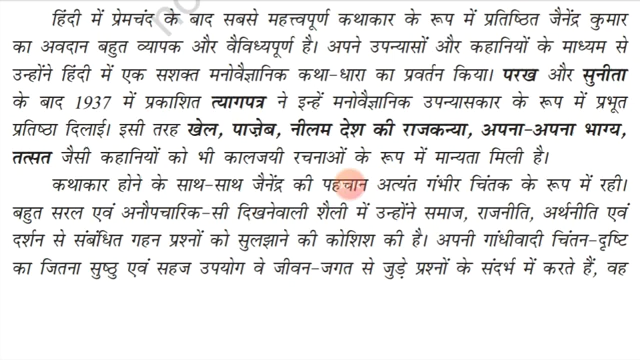 हिंदी में प्रेमचंद के बाद सबसे महत्त्वपूर्ण कथाकार के रूप में प्रतिष्ठित जैनेंद्र कुमार
का अवदान बहुत व्यापक और वैविध्यपूर्ण है। अपने उपन्यासों और कहानियों के माध्यम से
उन्होंने हिंदी में एक सशक्त मनोवैज्ञानिक कथा-धारा का प्रवर्तन किया। परख और सुनीता
के बाद 1937 में प्रकाशित त्यागपत्र ने इन्हें मनोवैज्ञानिक उपन्यासकार के रूप में प्रभूत
प्रतिष्ठा दिलाई। इसी तरह खेल, पाज़ेब, नीलम देश की राजकन्या, अपना-अपना भाग्य,
तत्सत जैसी कहानियों को भी कालजयी रचनाओं के रूप में मान्यता मिली है।
कथाकार होने के साथ-साथ जैनेंद्र की पहचान अत्यंत गंभीर चिंतक के रूप में रही।
बहुत सरल एवं अनौपचारिक-सी दिखनेवाली शैली में उन्होंने समाज, राजनीति, अर्थनीति एवं
दर्शन से संबंधित गहन प्रश्नों को सुलझाने की कोशिश की है। अपनी गांधीवादी चिंतन-दृष्टि
का जितना सुष्ठु एवं सहज उपयोग वे जीवन-जगत से जुड़े प्रश्नों के संदर्भ में करते हैं, वह